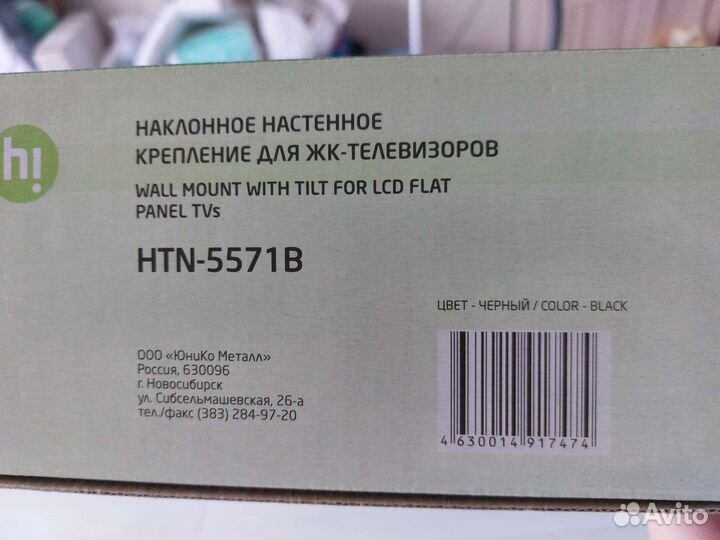 hi
НАКЛОННОЕ НАСТЕННОЕ
КРЕПЛЕНИЕ ДЛЯ ЖК-ТЕЛЕВИЗОРОВ
WALL MOUNT WITH TILT FOR LCD FLAT
PANEL TVs
HTN-5571B
ЦВЕТ - ЧЕРНЫЙ / COLOR - BLACK
ООО «ЮниКо Металл»
Россия, 630096
г. Новосибирск
ул. Сибсельмашевская, 26-а
тел./факс (383) 284-97-20
4 630014 917474
Avito